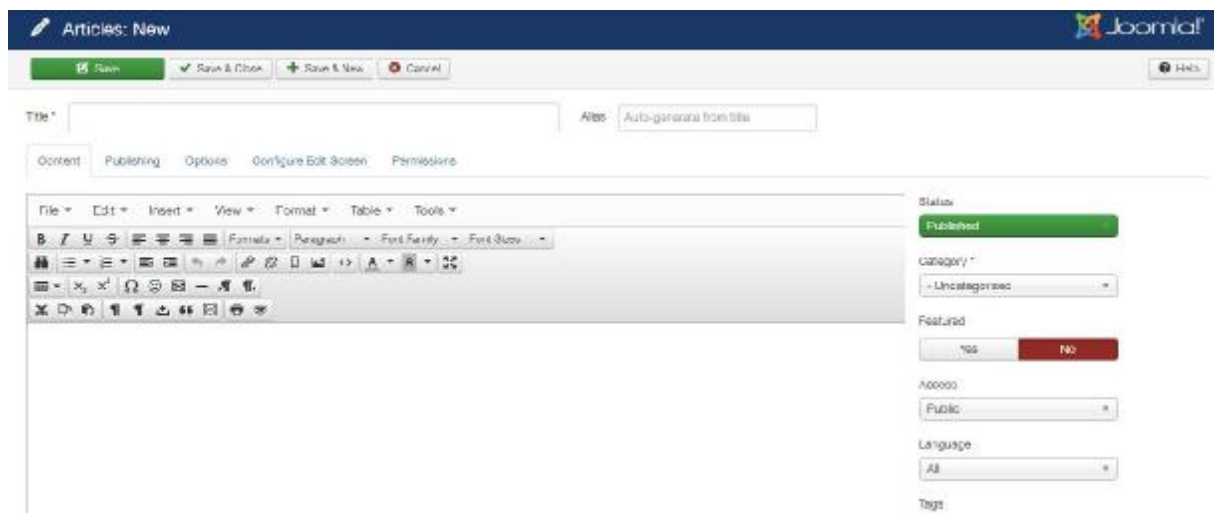 Articles: New
Joomla!
Save
Save & Close
Save & New
Cancel
Help
Title *
Alias
Auto-generate from title
Content
Publishing
Options
Configure Edit Screen
Permissions
File
Edit
Insert
View
Format
Table
Tools
B I U S
Formats
Paragraph
Font Family
Font Sizes
A
A
Status
Published
Category *
- Uncategorised
Featured
Yes
No
Access
Public
Language
All
Tags